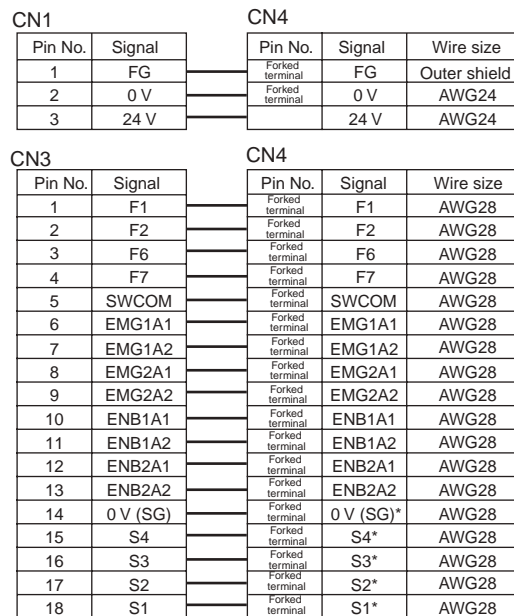 CN1 CN4
Pin No. Signal Pin No. Signal Wire size
1 FG Forked terminal FG Outer shield
2 0 V Forked terminal 0 V AWG24
3 24 V 24 V AWG24
CN3 CN4
Pin No. Signal Pin No. Signal Wire size
1 F1 Forked terminal F1 AWG28
2 F2 Forked terminal F2 AWG28
3 F6 Forked terminal F6 AWG28
4 F7 Forked terminal F7 AWG28
5 SWCOM Forked terminal SWCOM AWG28
6 EMG1A1 Forked terminal EMG1A1 AWG28
7 EMG1A2 Forked terminal EMG1A2 AWG28
8 EMG2A1 Forked terminal EMG2A1 AWG28
9 EMG2A2 Forked terminal EMG2A2 AWG28
10 ENB1A1 Forked terminal ENB1A1 AWG28
11 ENB1A2 Forked terminal ENB1A2 AWG28
12 ENB2A1 Forked terminal ENB2A1 AWG28
13 ENB2A2 Forked terminal ENB2A2 AWG28
14 0 V (SG) Forked terminal 0 V (SG)* AWG28
15 S4 Forked terminal S4* AWG28
16 S3 Forked terminal S3* AWG28
17 S2 Forked terminal S2* AWG28
18 S1 Forked terminal S1* AWG28